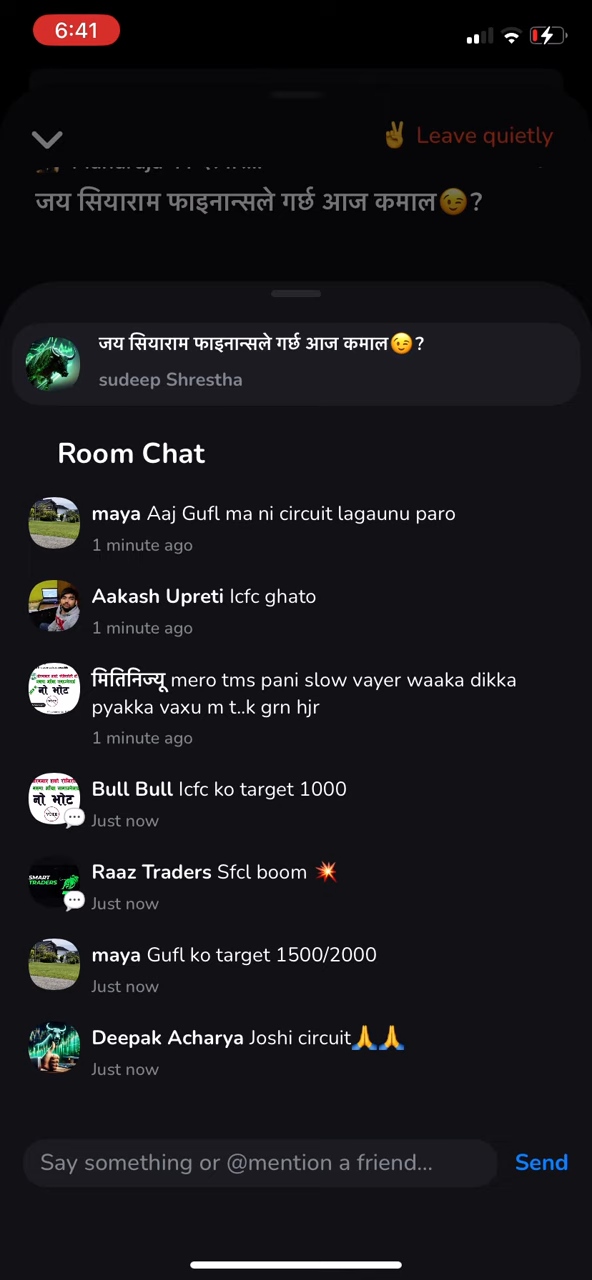 6:41
✌️ Leave quietly
जय सियाराम फाइनान्सले गर्छ आज कमाल😉?
जय सियाराम फाइनान्सले गर्छ आज कमाल😉?
sudeep Shrestha
Room Chat
maya Aaj Gufl ma ni circuit lagaunu paro
1 minute ago
Aakash Upreti Icfc ghato
1 minute ago
मितिनिज्यू mero tms pani slow vayer waaka dikka
pyakka vaxu m t..k grn hjr
1 minute ago
नो भोट
Bull Bull Icfc ko target 1000
Just now
नो भोट
Raaz Traders Sfcl boom 💥
Just now
SMART
TRADERS
maya Gufl ko target 1500/2000
Just now
Deepak Acharya Joshi circuit🙏🙏
Just now
Say something or @mention a friend...
Send